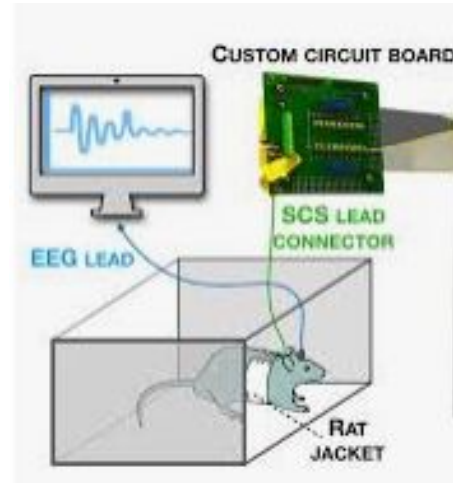 CUSTOM CIRCUIT BOARD
SCS LEAD
CONNECTOR
EEG LEAD
RAT
JACKET